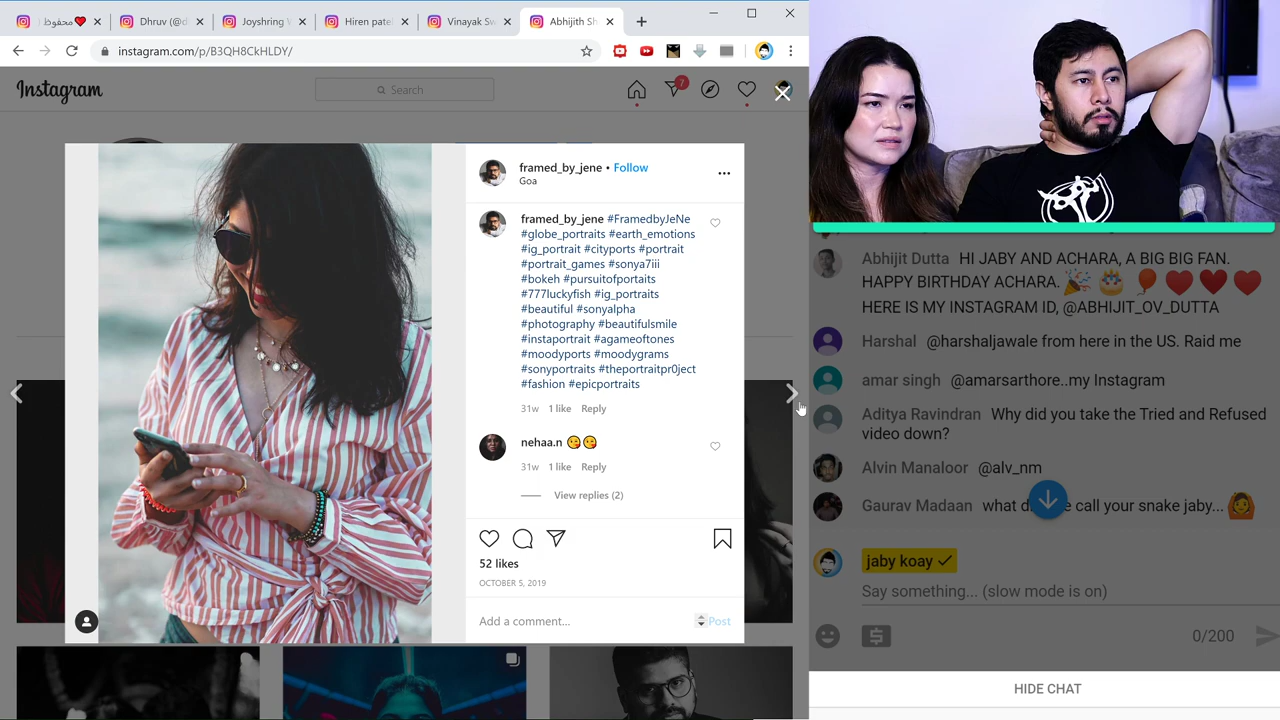 محفوظ ❤️
Dhruv (@d
Joyshring
Hiren patel
Vinayak Sw
Abhijith Sh
instagram.com/p/B3QH8CkHLDY/
Instagram
Search
7
framed_by_jene • Follow
Goa
framed_by_jene #FramedbyJeNe
#globe_portraits #earth_emotions
#ig_portrait #cityports #portrait
#portrait_games #sonya7iii
#bokeh #pursuitofportraits
#777luckyfish #ig_portraits
#beautiful #sonyalpha
#photography #beautifulsmile
#instaportrait #agameoftones
#moodyports #moodygrams
#sonyportraits #theportraitpr0ject
#fashion #epicportraits
31w 1 like Reply
nehaa.n 😋😋
31w 1 like Reply
View replies (2)
52 likes
OCTOBER 5, 2019
Add a comment...
Post
Abhijit Dutta HI JABY AND ACHARA, A BIG BIG FAN.
HAPPY BIRTHDAY ACHARA. 🎉 🎂 🎈 ♥️ ♥️ ♥️
HERE IS MY INSTAGRAM ID, @ABHIJIT_OV_DUTTA
Harshal @harshaljawale from here in the US. Raid me
amar singh @amarsarthore..my Instagram
Aditya Ravindran Why did you take the Tried and Refused
video down?
Alvin Manaloor @alv_nm
Gaurav Madaan what call your snake jaby... 🙆
jaby koay ✓
Say something... (slow mode is on)
0/200
HIDE CHAT